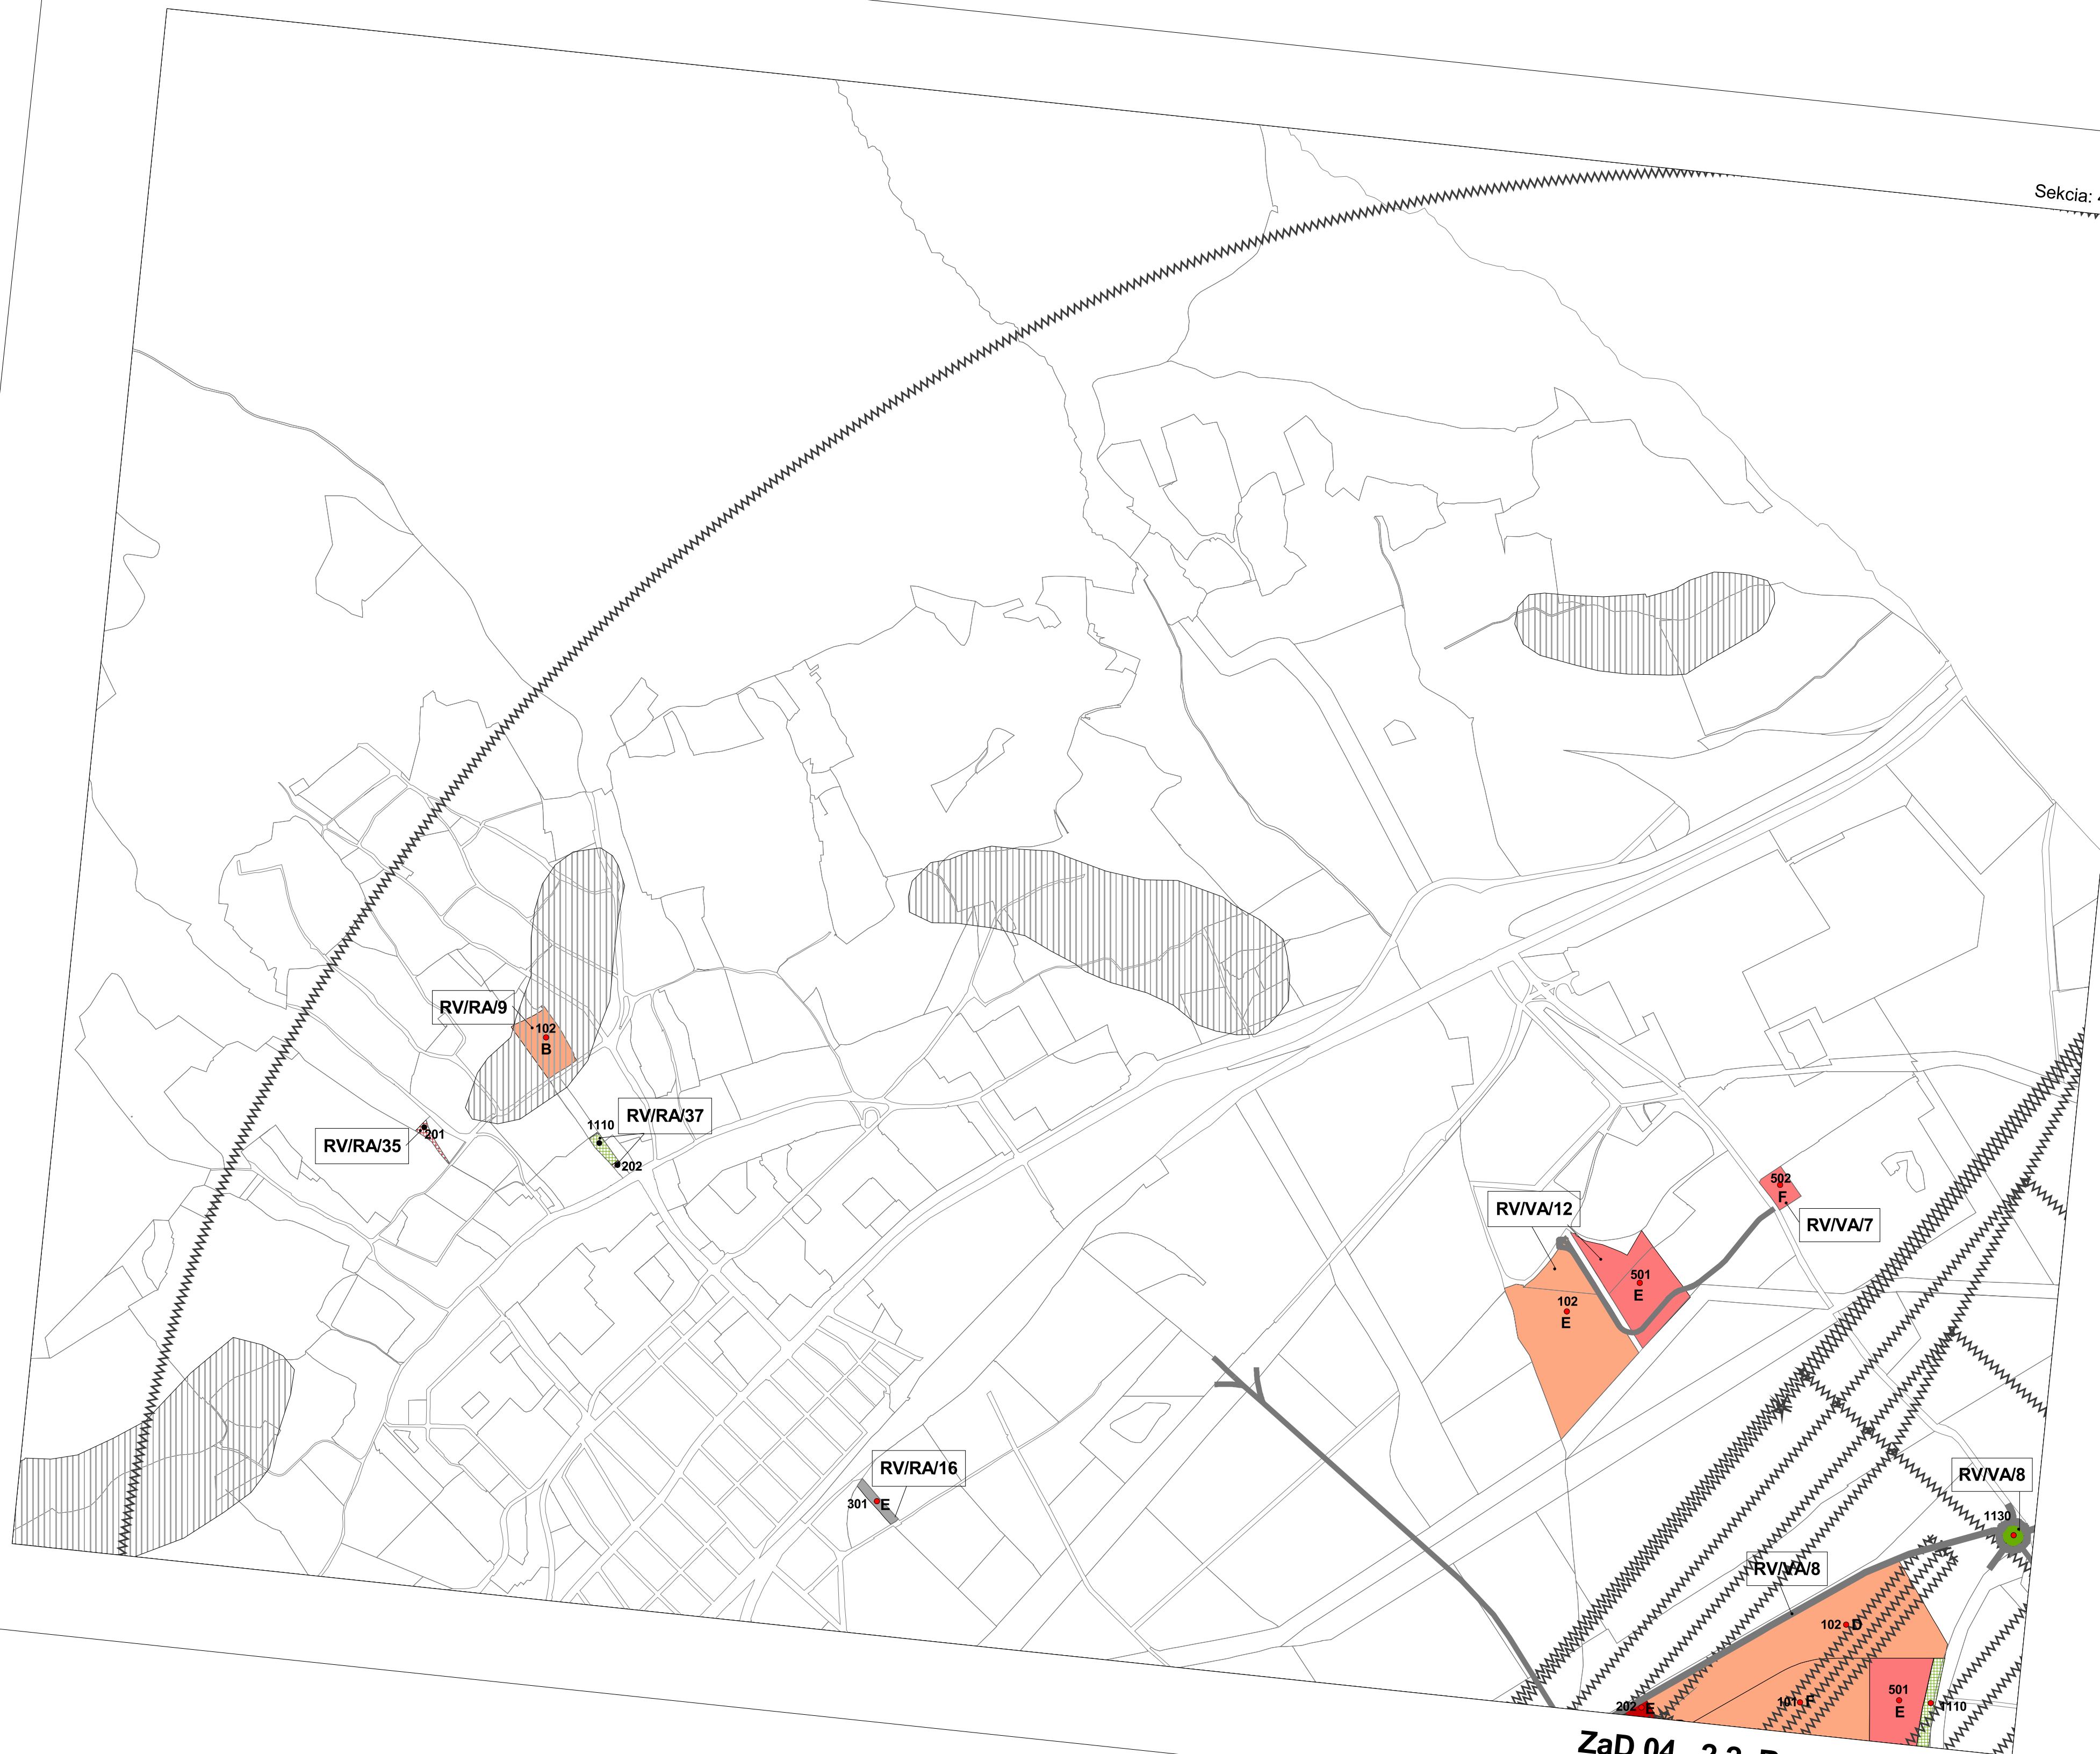 Sekcia:
RV/RA/9
102
B
RV/RA/37
1110
RV/RA/35
201
202
502
F
RV/VA/12
RV/VA/7
501
E
102
E
RV/RA/16
301
E
RV/VA/8
1130
RV/VA/8
102
D
501
E
101
F
202
E
1110
ZaD 04